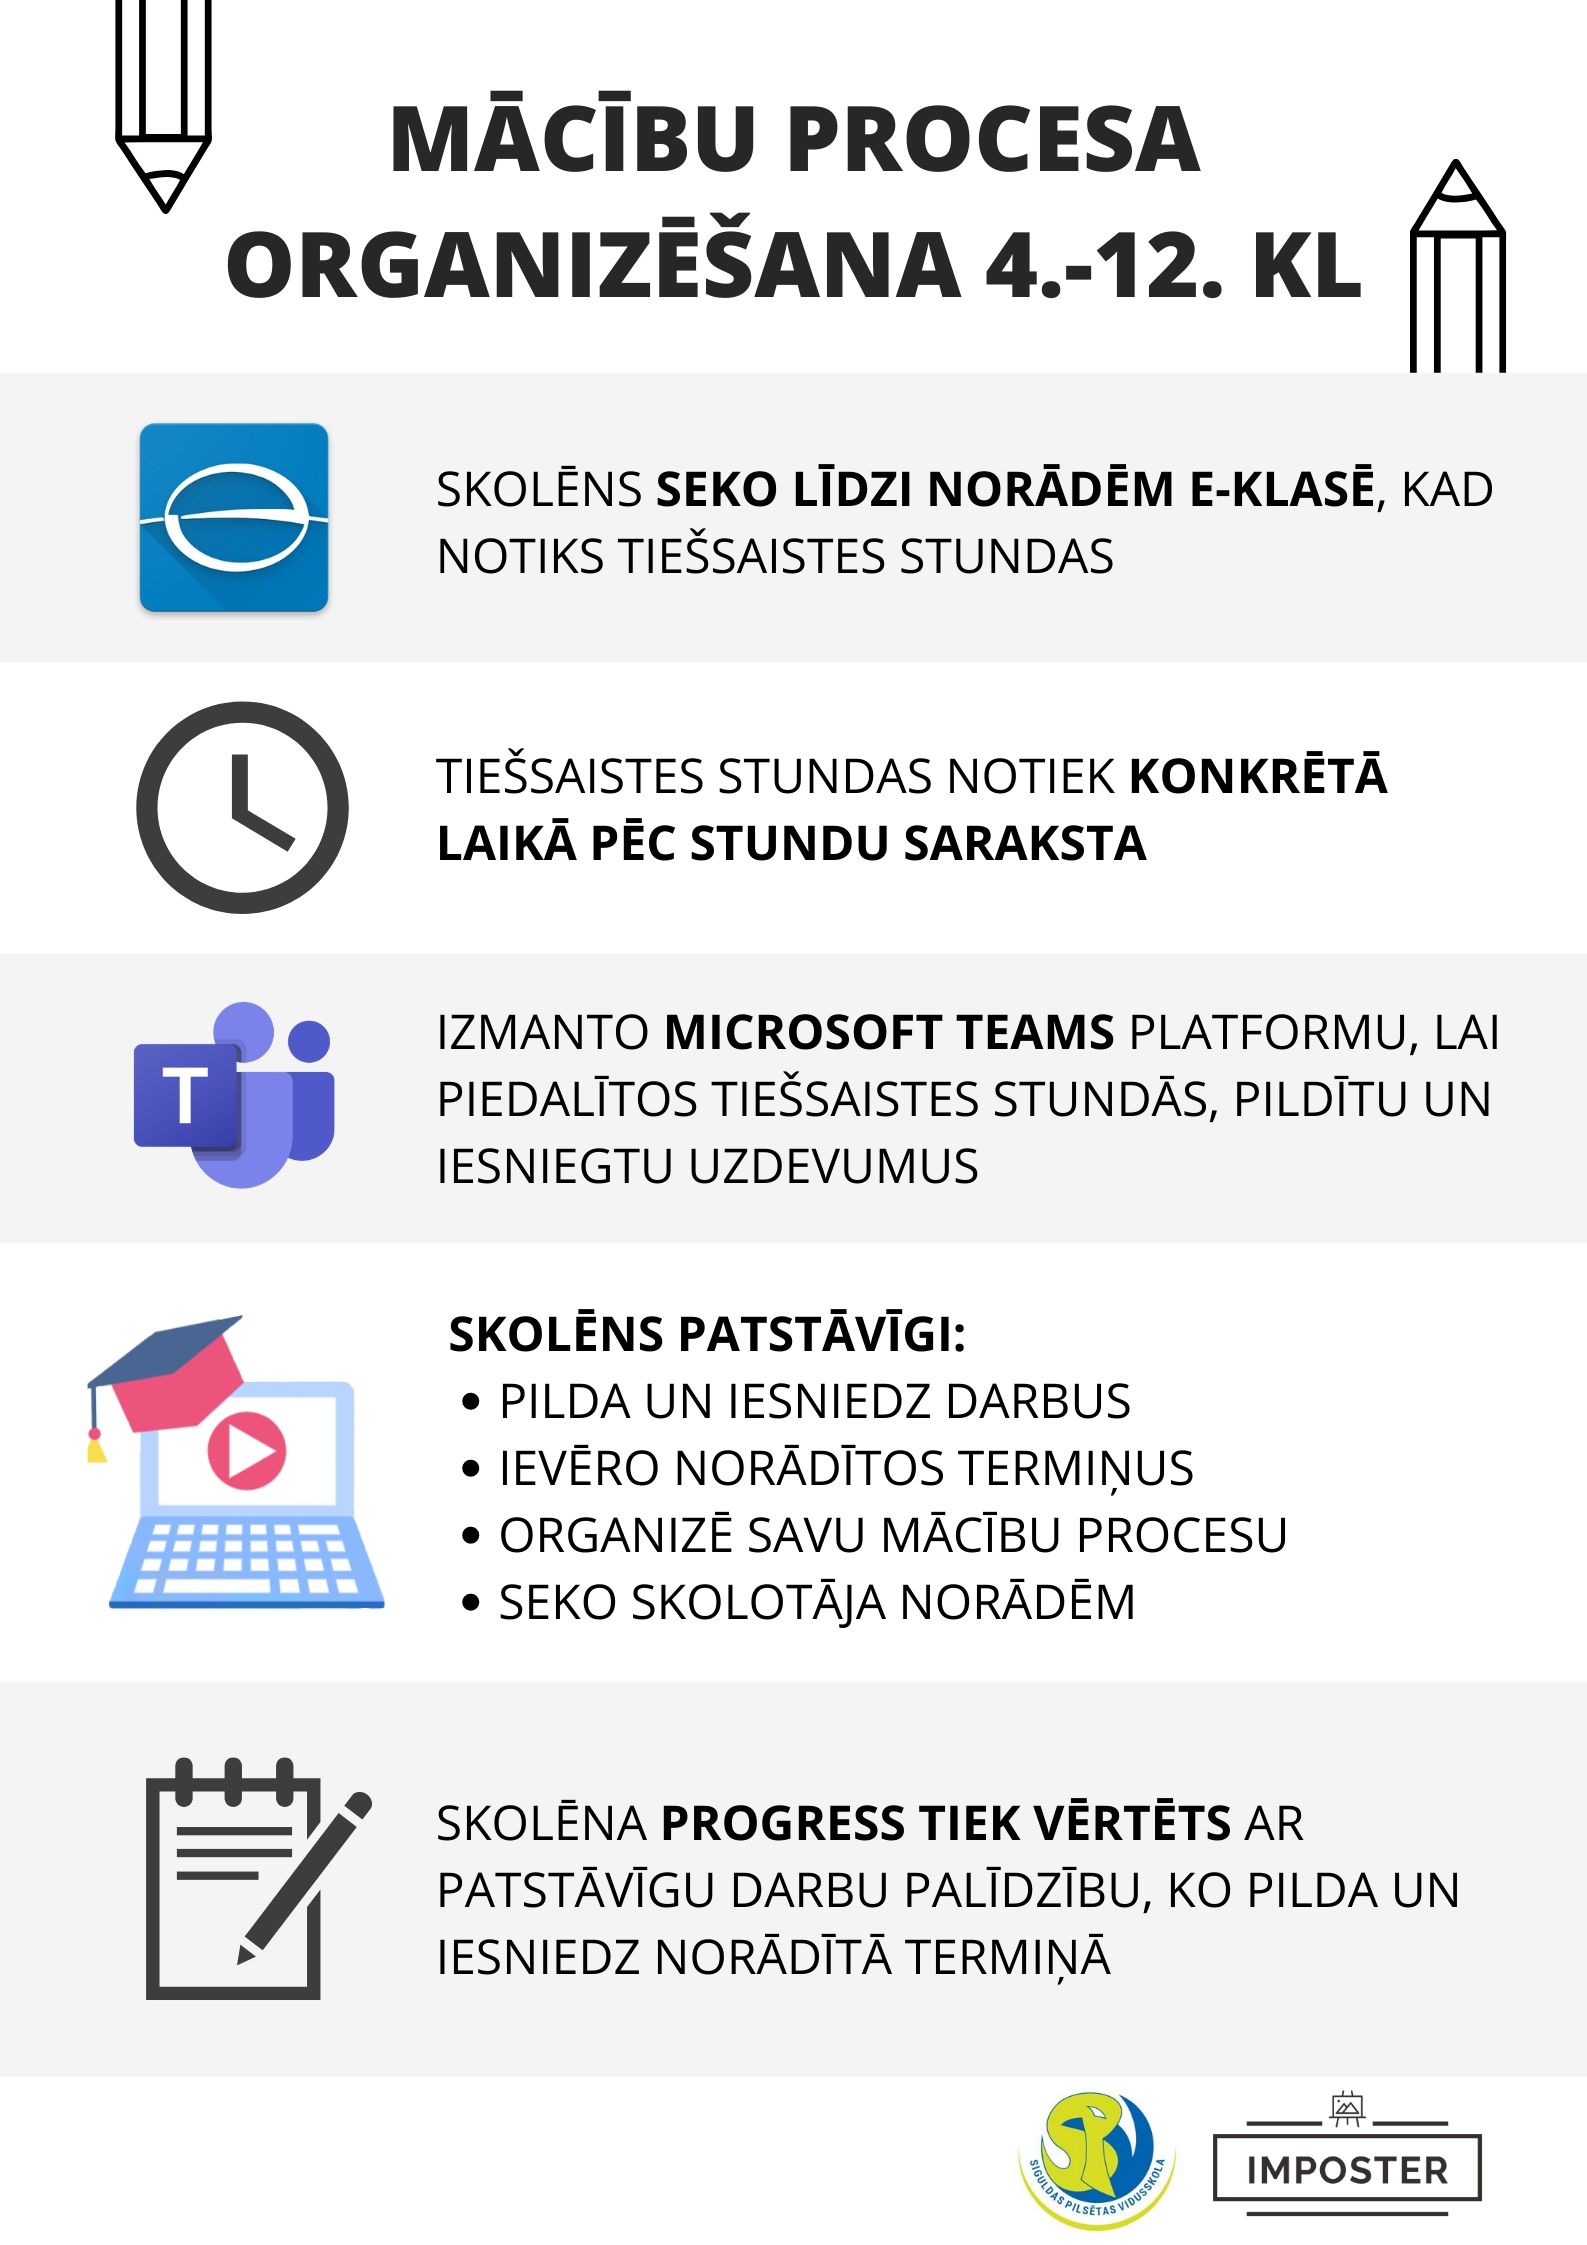 MĀCĪBU PROCESA
ORGANIZĒŠANA 4.-12. KL
SKOLĒNS SEKO LĪDZI NORĀDĒM E-KLASĒ, KAD
NOTIKS TIEŠSAISTES STUNDAS
TIEŠSAISTES STUNDAS NOTIEK KONKRĒTĀ
LAIKĀ PĒC STUNDU SARAKSTA
T
IZMANTO MICROSOFT TEAMS PLATFORMU, LAI
PIEDALĪTOS TIEŠSAISTES STUNDĀS, PILDĪTU UN
IESNIEGTU UZDEVUMUS
SKOLĒNS PATSTĀVĪGI:
• PILDA UN IESNIEDZ DARBUS
• IEVĒRO NORĀDĪTOS TERMIŅUS
• ORGANIZĒ SAVU MĀCĪBU PROCESU
• SEKO SKOLOTĀJA NORĀDĒM
SKOLĒNA PROGRESS TIEK VĒRTĒTS AR
PATSTĀVĪGU DARBU PALĪDZĪBU, KO PILDA UN
IESNIEDZ NORĀDĪTĀ TERMIŅĀ
SIGULDAS PILSĒTAS VIDUSSKOLA
IMPOSTER